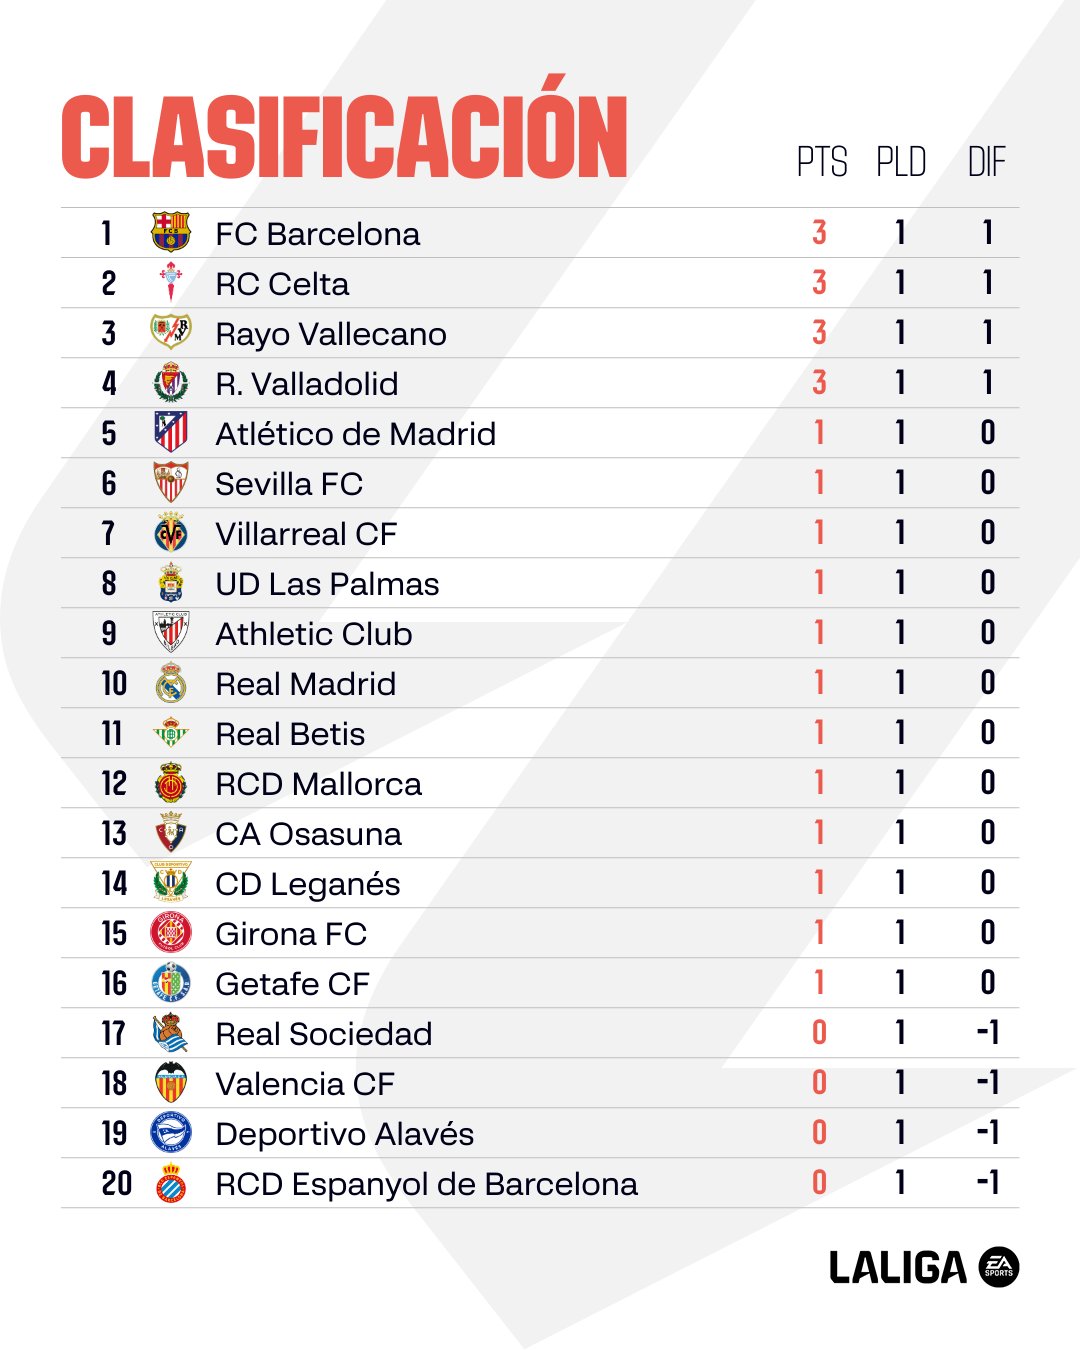 CLASIFICACIÓN
PTS PLD DIF
1 FC Barcelona 3 1 1
2 RC Celta 3 1 1
3 Rayo Vallecano 3 1 1
4 R. Valladolid 3 1 1
5 Atlético de Madrid 1 1 0
6 Sevilla FC 1 1 0
7 Villarreal CF 1 1 0
8 UD Las Palmas 1 1 0
9 Athletic Club 1 1 0
10 Real Madrid 1 1 0
11 Real Betis 1 1 0
12 RCD Mallorca 1 1 0
13 CA Osasuna 1 1 0
14 CD Leganés 1 1 0
15 Girona FC 1 1 0
16 Getafe CF 1 1 0
17 Real Sociedad 0 1 -1
18 Valencia CF 0 1 -1
19 Deportivo Alavés 0 1 -1
20 RCD Espanyol de Barcelona 0 1 -1
LALIGA EA SPORTS